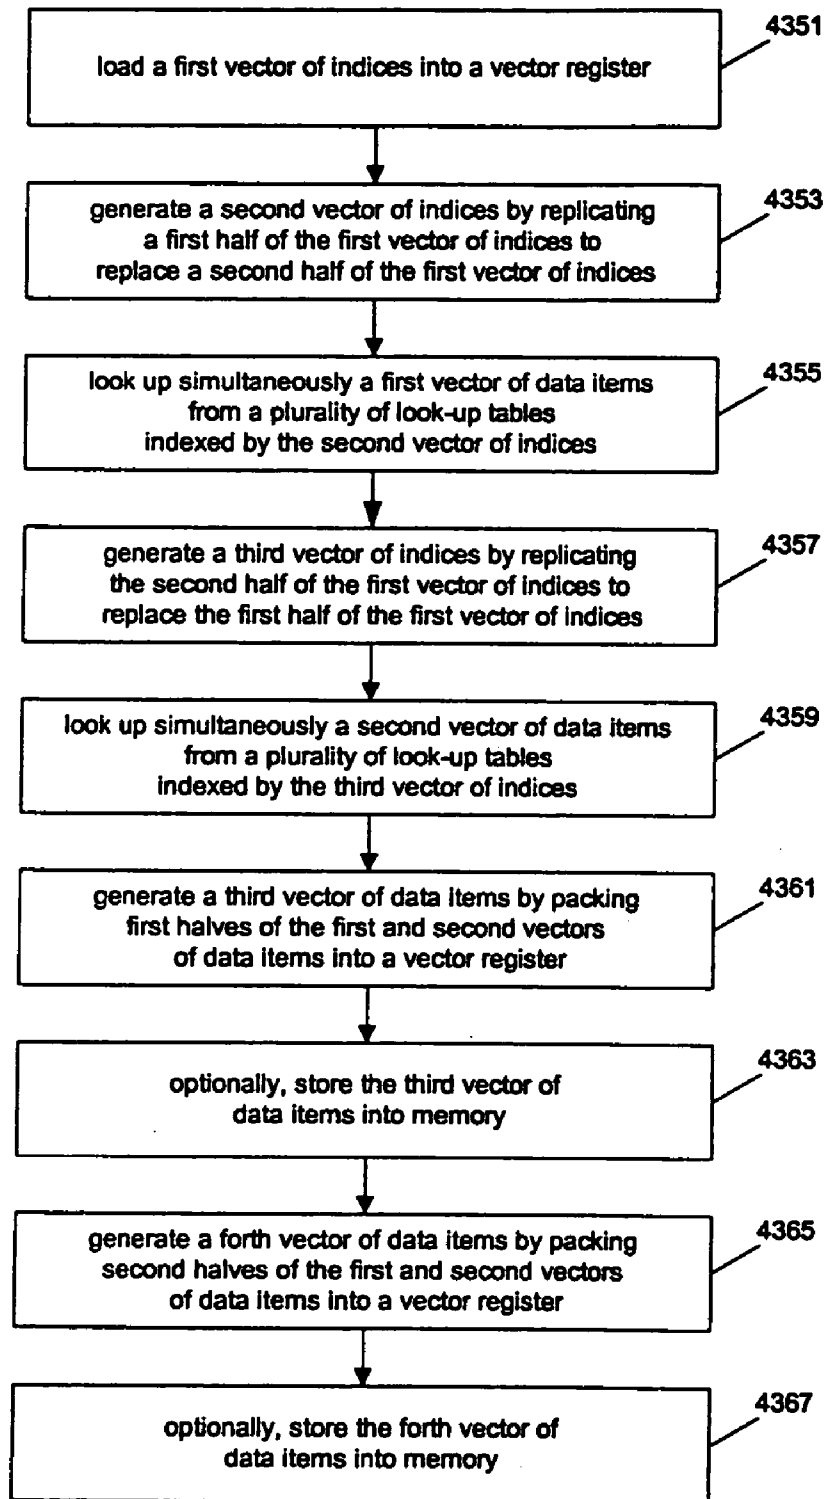 4351
load a first vector of indices into a vector register
4353
generate a second vector of indices by replicating
a first half of the first vector of indices to
replace a second half of the first vector of indices
4355
look up simultaneously a first vector of data items
from a plurality of look-up tables
indexed by the second vector of indices
4357
generate a third vector of indices by replicating
the second half of the first vector of indices to
replace the first half of the first vector of indices
4359
look up simultaneously a second vector of data items
from a plurality of look-up tables
indexed by the third vector of indices
4361
generate a third vector of data items by packing
first halves of the first and second vectors
of data items into a vector register
4363
optionally, store the third vector of
data items into memory
4365
generate a forth vector of data items by packing
second halves of the first and second vectors
of data items into a vector register
4367
optionally, store the forth vector of
data items into memory